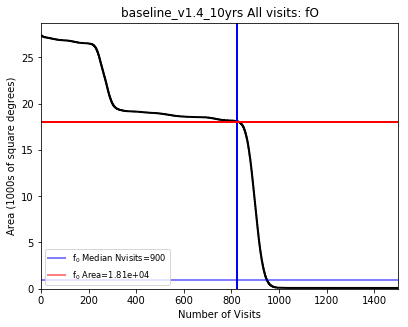 baseline_v1.4_10yrs All visits: fO
Area (1000s of square degrees)
25
20
15
10
5
0
f₀ Median Nvisits=900
f₀ Area=1.81e+04
0 200 400 600 800 1000 1200 1400
Number of Visits